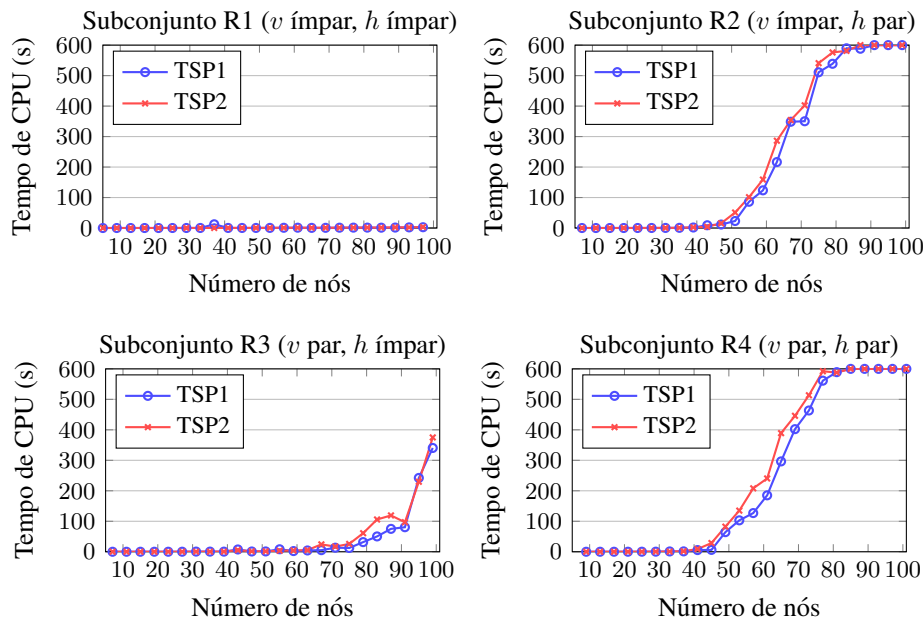 Subconjunto R1 (v ímpar, h ímpar)
Tempo de CPU (s)
600
500
400
300
200
100
0
TSP1
TSP2
10 20 30 40 50 60 70 80 90 100
Número de nós
Subconjunto R2 (v ímpar, h par)
Tempo de CPU (s)
600
500
400
300
200
100
0
TSP1
TSP2
10 20 30 40 50 60 70 80 90 100
Número de nós
Subconjunto R3 (v par, h ímpar)
Tempo de CPU (s)
600
500
400
300
200
100
0
TSP1
TSP2
10 20 30 40 50 60 70 80 90 100
Número de nós
Subconjunto R4 (v par, h par)
Tempo de CPU (s)
600
500
400
300
200
100
0
TSP1
TSP2
10 20 30 40 50 60 70 80 90 100
Número de nós